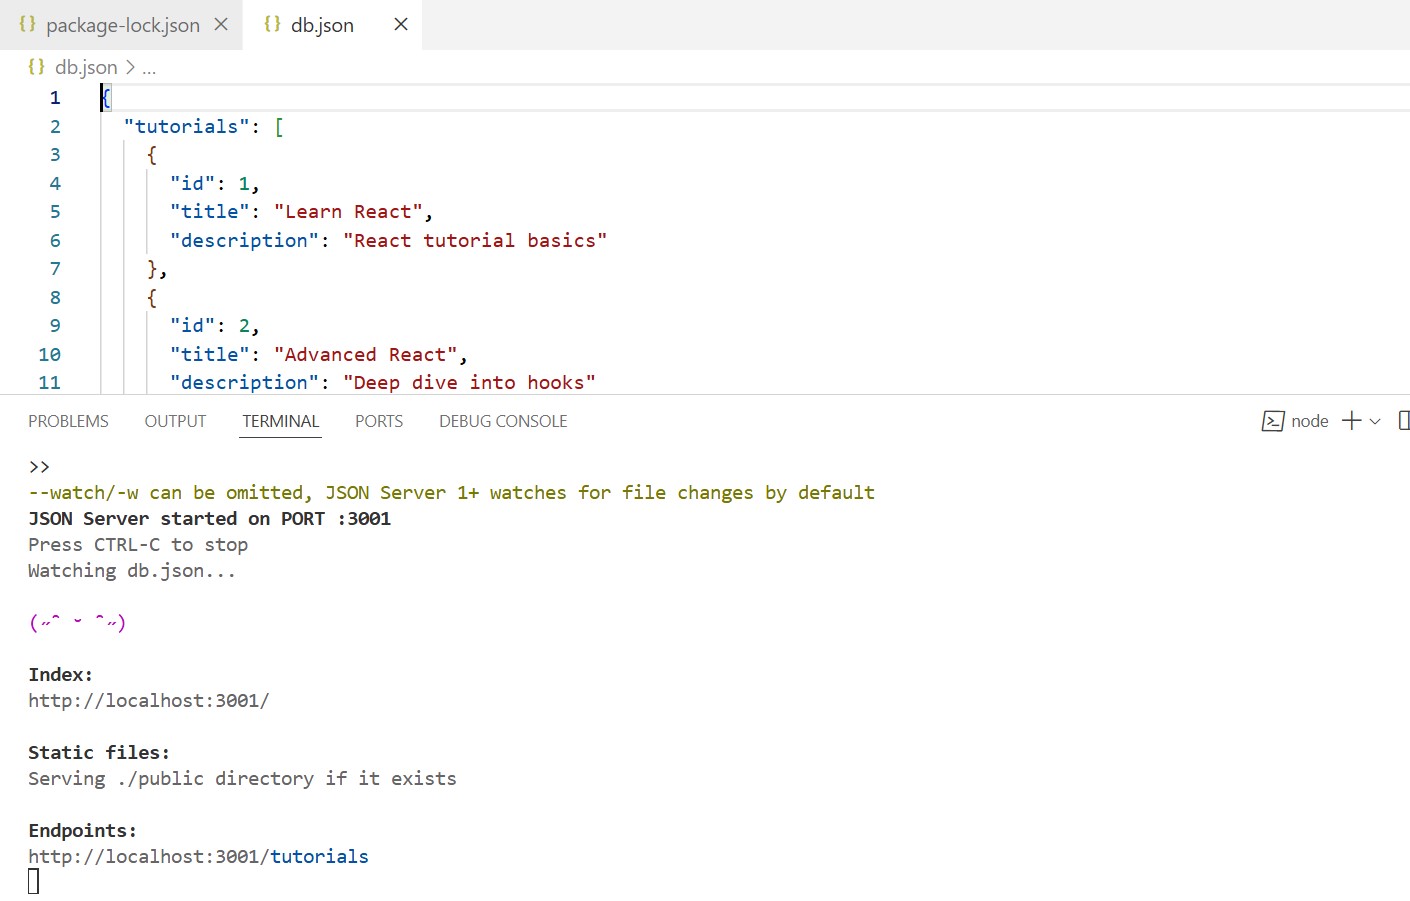 package-lock.json
db.json
db.json > ...
1 {
2 "tutorials": [
3 {
4 "id": 1,
5 "title": "Learn React",
6 "description": "React tutorial basics"
7 },
8 {
9 "id": 2,
10 "title": "Advanced React",
11 "description": "Deep dive into hooks"
PROBLEMS OUTPUT TERMINAL PORTS DEBUG CONSOLE node
>>
--watch/-w can be omitted, JSON Server 1+ watches for file changes by default
JSON Server started on PORT :3001
Press CTRL-C to stop
Watching db.json...
(˶ᵔ ᵕ ᵔ˶)
Index:
http://localhost:3001/
Static files:
Serving ./public directory if it exists
Endpoints:
http://localhost:3001/tutorials